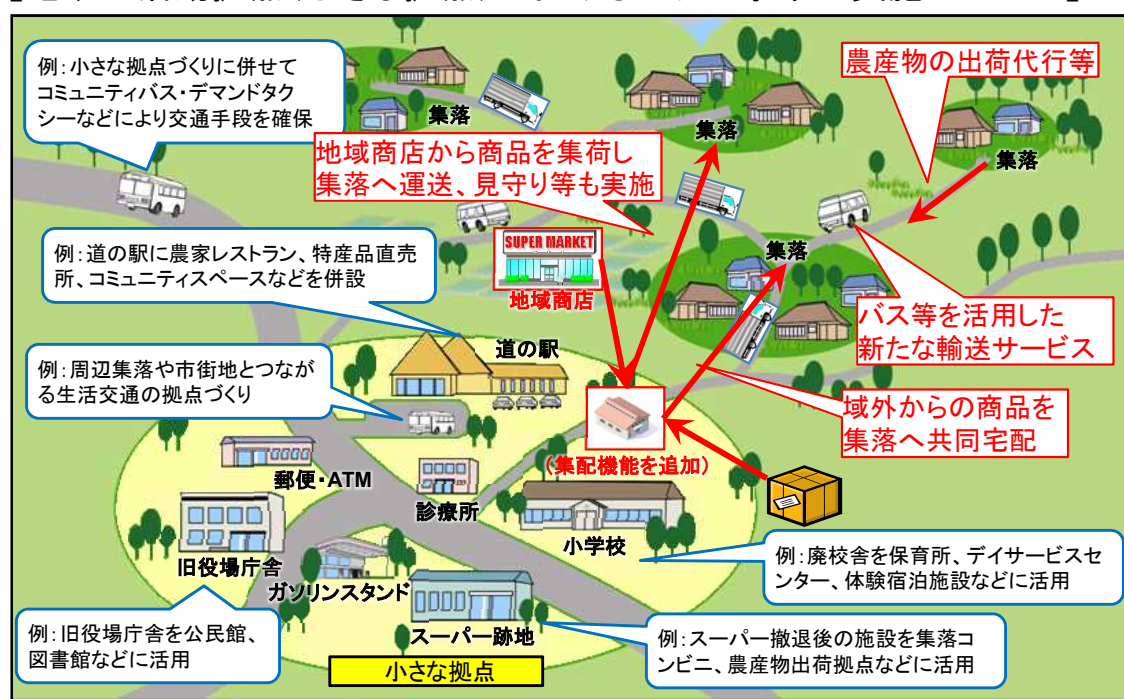 例：小さな拠点づくりに併せて
コミュニティバス・デマンドタク
シーなどにより交通手段を確保
集落
集落
農産物の出荷代行等
集落
地域商店から商品を集荷し
集落へ運送、見守り等も実施
例：道の駅に農家レストラン、特産品直売
所、コミュニティスペースなどを併設
SUPER MARKET
地域商店
集落
バス等を活用した
新たな輸送サービス
道の駅
例：周辺集落や市街地とつなが
る生活交通の拠点づくり
域外からの商品を
集落へ共同宅配
（集配機能を追加）
郵便・ATM
診療所
小学校
旧役場庁舎
ガソリンスタンド
例：廃校舎を保育所、デイサービスセ
ンター、体験宿泊施設などに活用
例：旧役場庁舎を公民館、
図書館などに活用
スーパー跡地
例：スーパー撤退後の施設を集落コ
ンビニ、農産物出荷拠点などに活用
小さな拠点